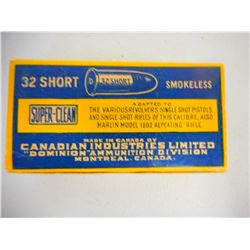 32 SHORT
D 32 SHORT
SMOKELESS
SUPER-CLEAN
ADAPTED TO
THE VARIOUS REVOLVERS, SINGLE SHOT PISTOLS,
AND SINGLE SHOT RIFLES OF THIS CALIBRE, ALSO
MARLIN MODEL 1892 REPEATING RIFLE.
MADE IN CANADA BY
CANADIAN INDUSTRIES LIMITED
"DOMINION" AMMUNITION DIVISION
MONTREAL, CANADA.